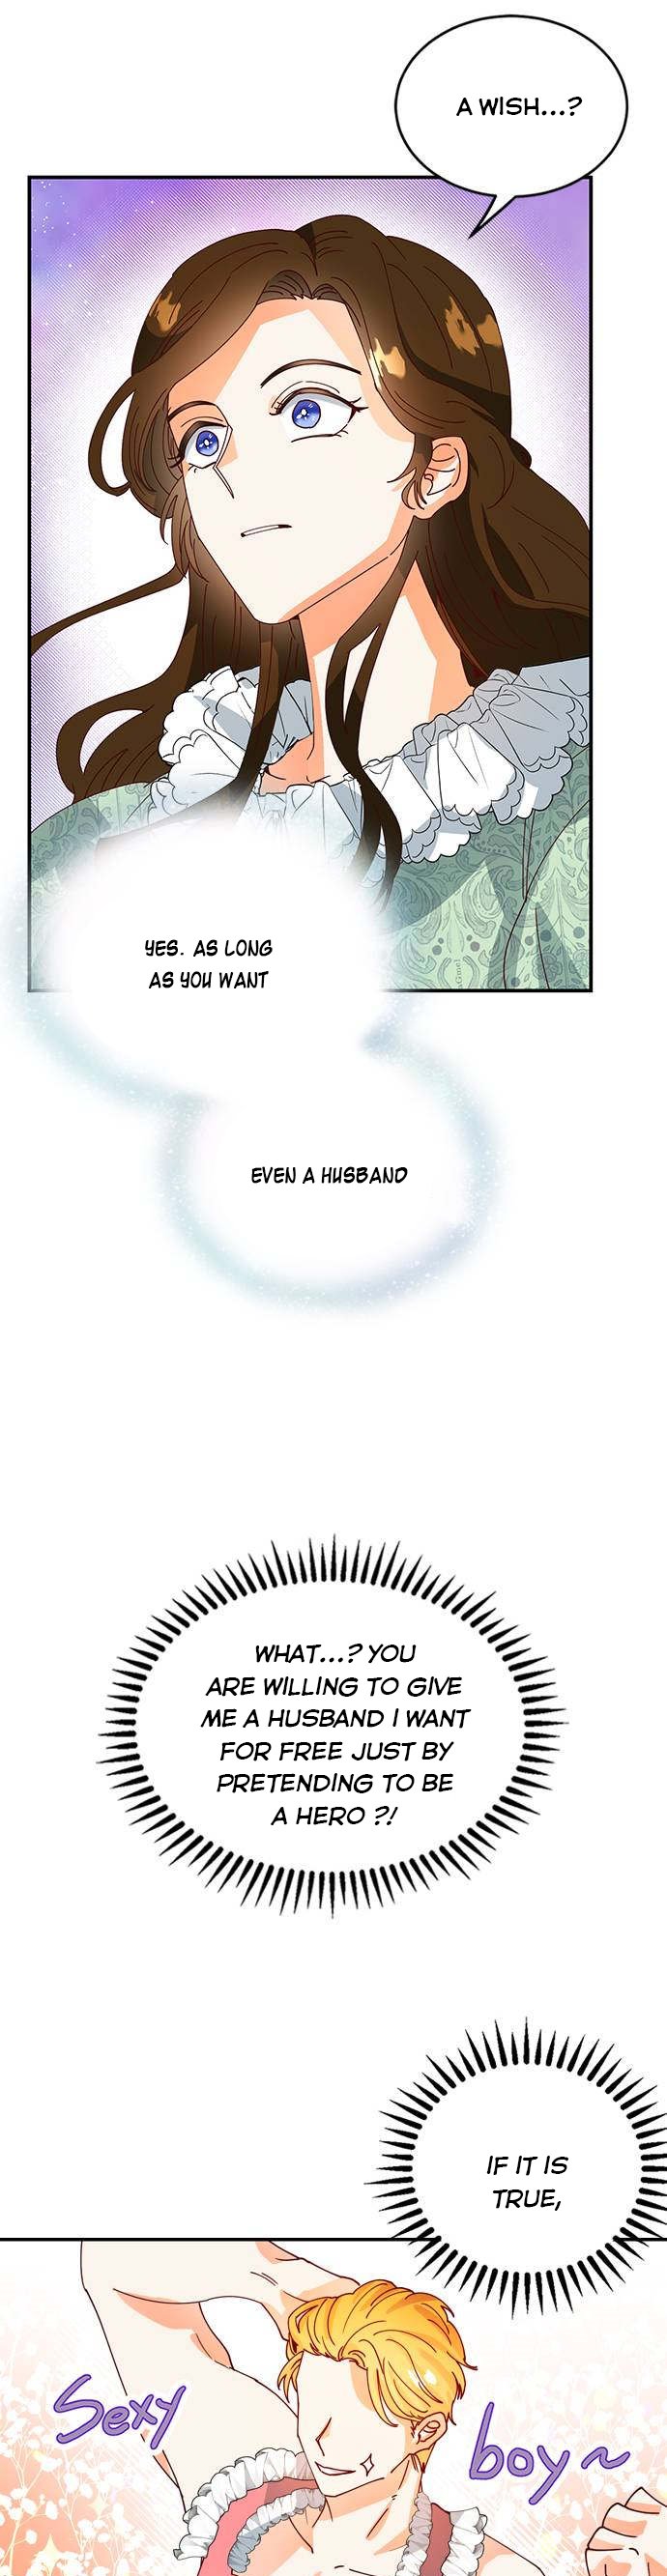 A WISH...?
YES. AS LONG
AS YOU WANT
EVEN A HUSBAND
WHAT...? YOU
ARE WILLING TO GIVE
ME A HUSBAND I WANT
FOR FREE JUST BY
PRETENDING TO BE
A HERO ?!
IF IT IS
TRUE,
Sexy
boy~